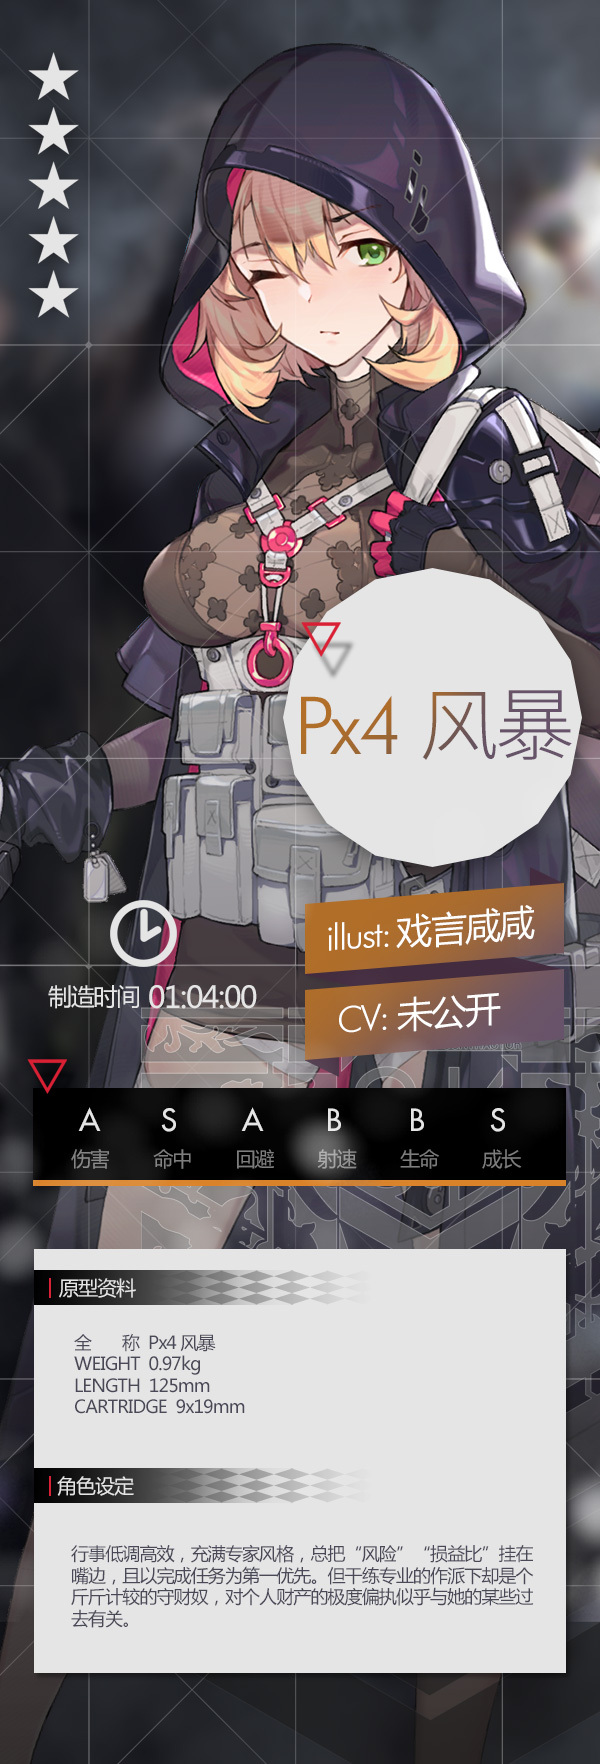 Px4 风暴
illust: 戏言咸咸
CV: 未公开
制造时间 01:04:00
A S A B B S
伤害 命中 回避 射速 生命 成长
原型资料
全 称 Px4 风暴
WEIGHT 0.97kg
LENGTH 125mm
CARTRIDGE 9x19mm
角色设定
行事低调高效，充满专家风格，总把“风险”“损益比”挂在
嘴边，且以完成任务为第一优先。但干练专业的作派下却是个
斤斤计较的守财奴，对个人财产的极度偏执似乎与她的某些过
去有关。